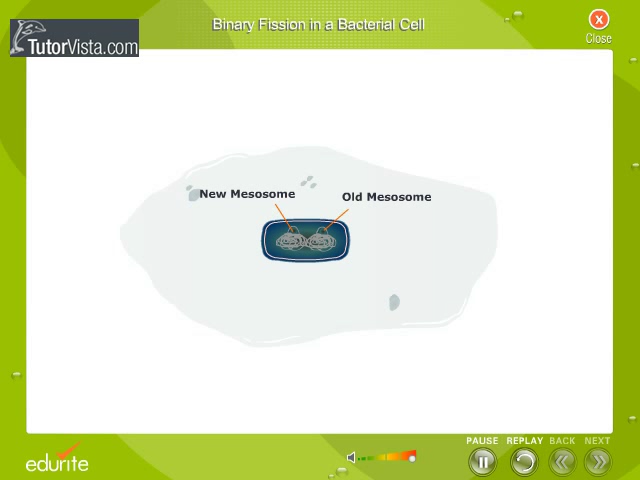 Binary Fission in a Bacterial Cell
X
Close
TutorVista.com
New Mesosome
Old Mesosome
PAUSE REPLAY BACK NEXT
edurite